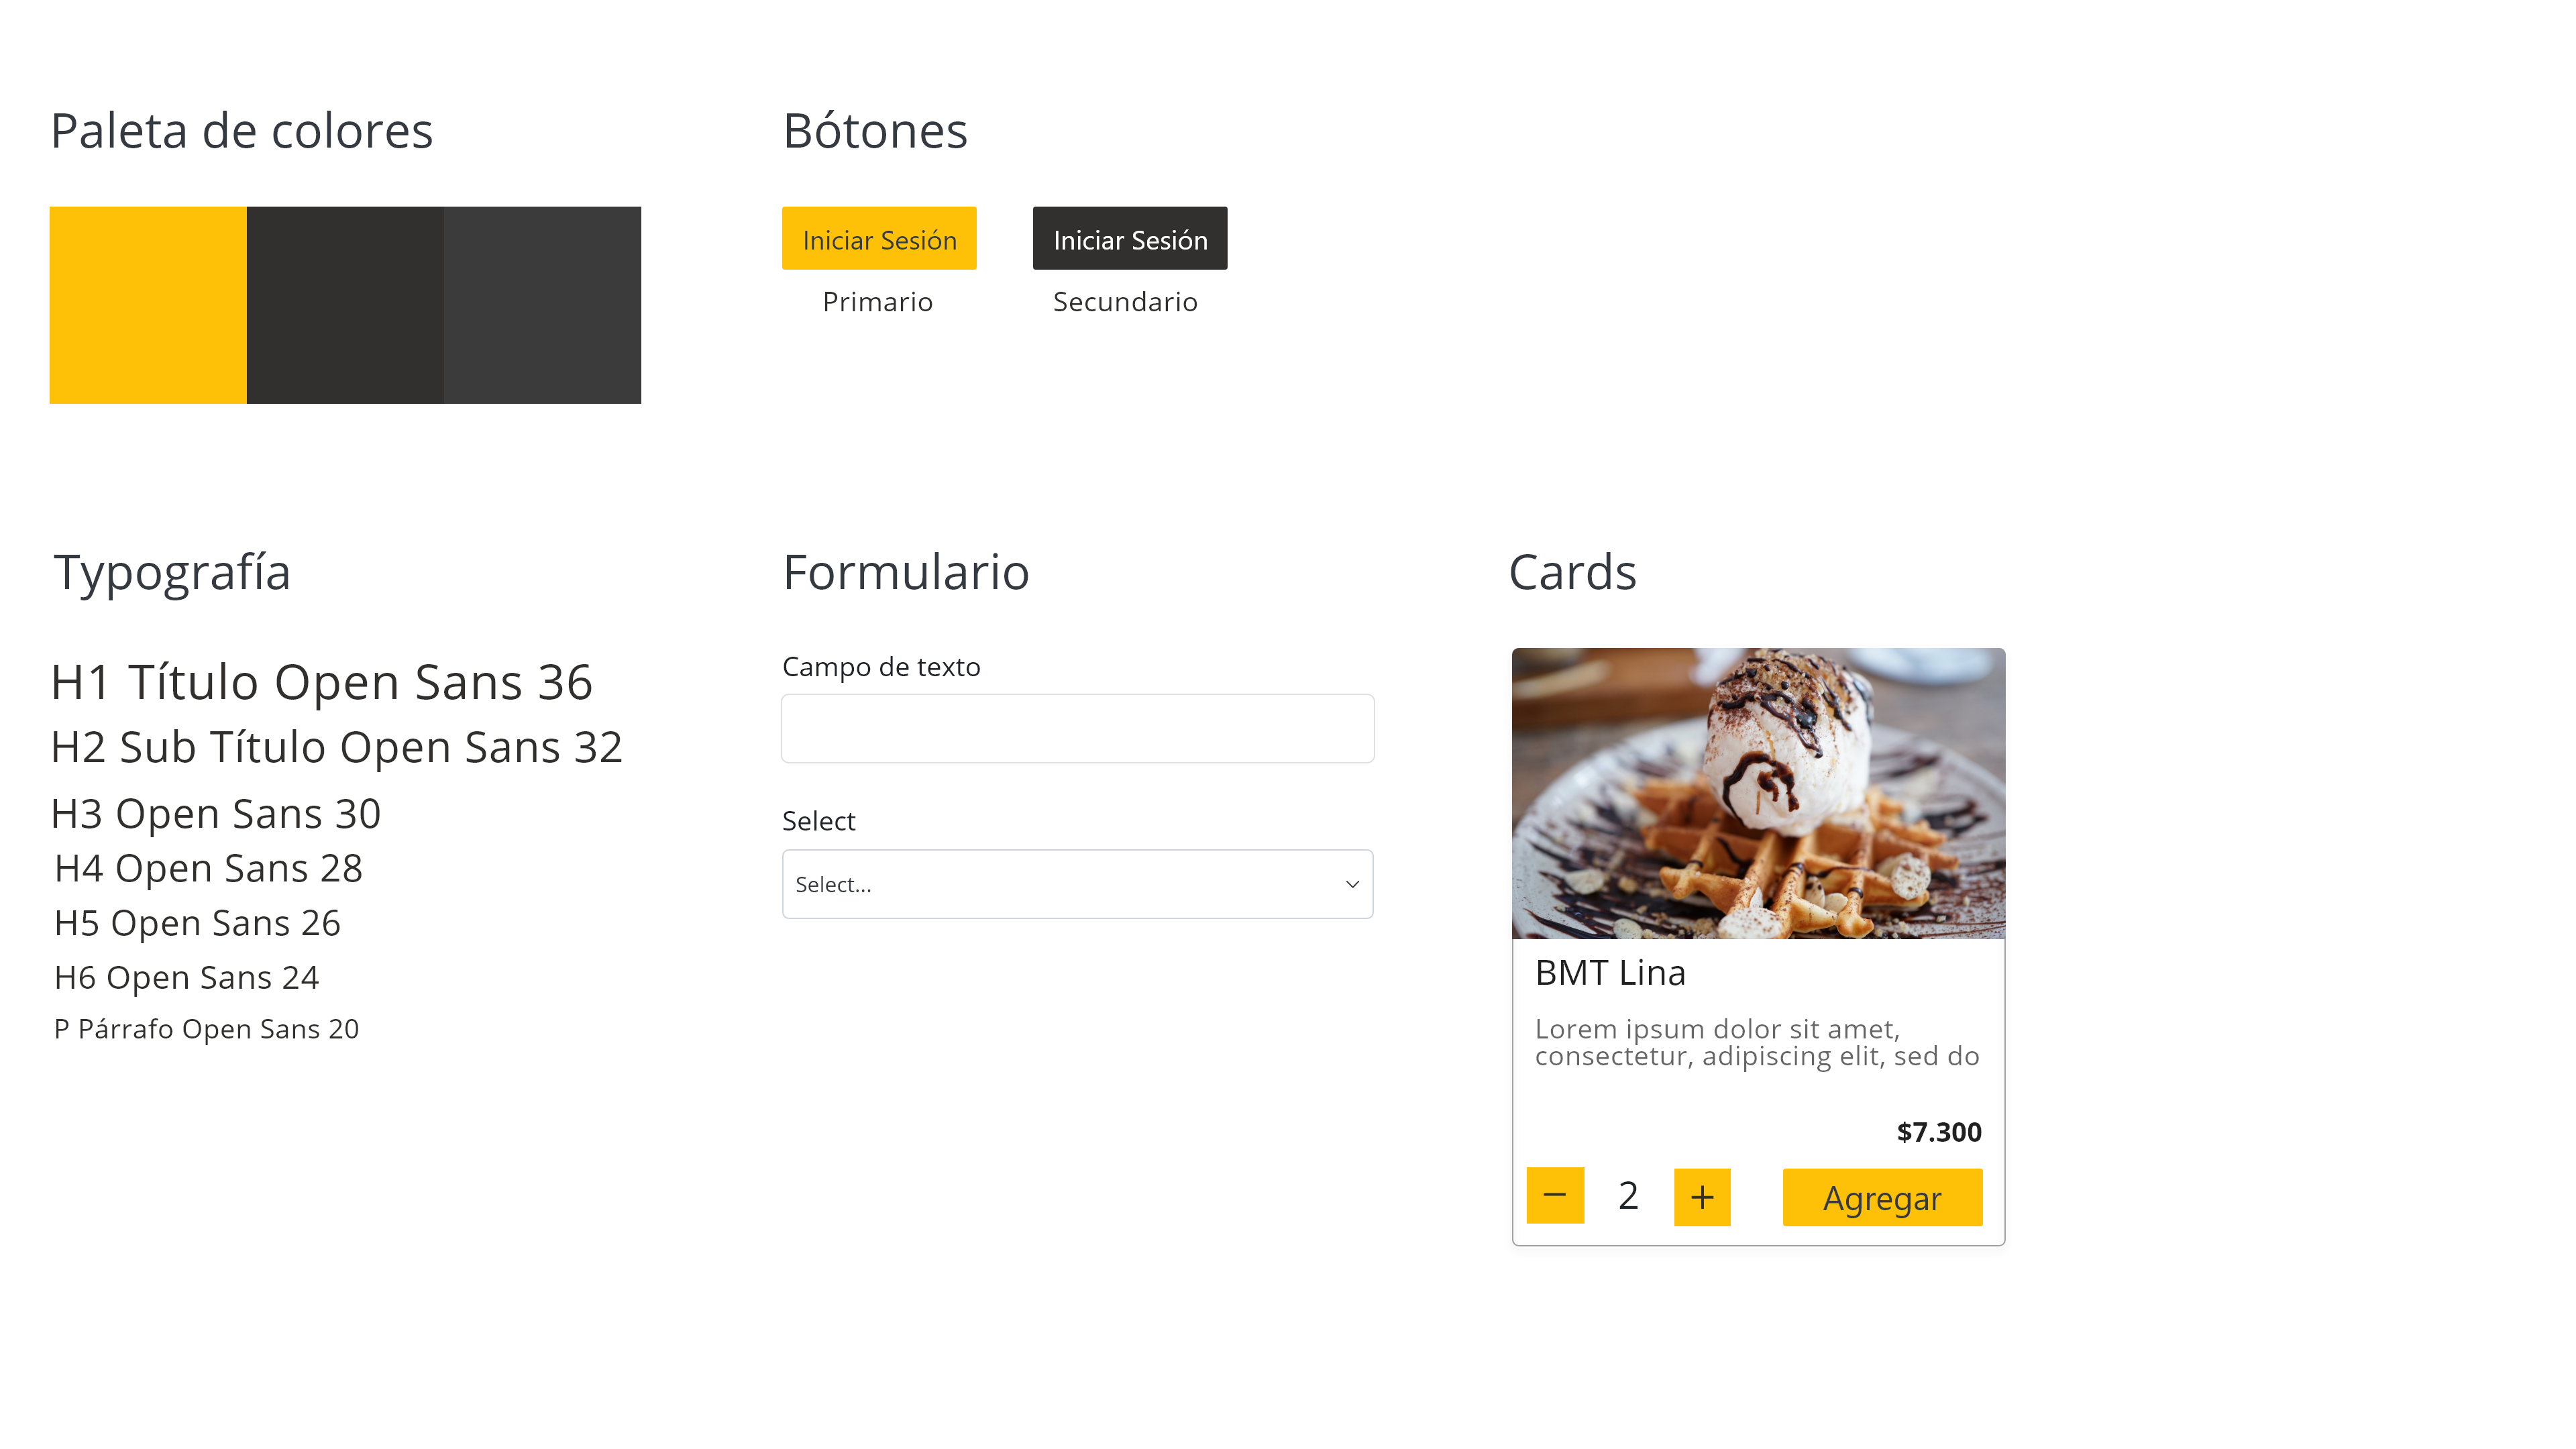 Paleta de colores
Bótones
Iniciar Sesión
Iniciar Sesión
Primario
Secundario
Typografía
H1 Título Open Sans 36
H2 Sub Título Open Sans 32
H3 Open Sans 30
H4 Open Sans 28
H5 Open Sans 26
H6 Open Sans 24
P Párrafo Open Sans 20
Formulario
Campo de texto
Select
Select...
Cards
BMT Lina
Lorem ipsum dolor sit amet,
consectetur, adipiscing elit, sed do
$7.300
− 2 + Agregar